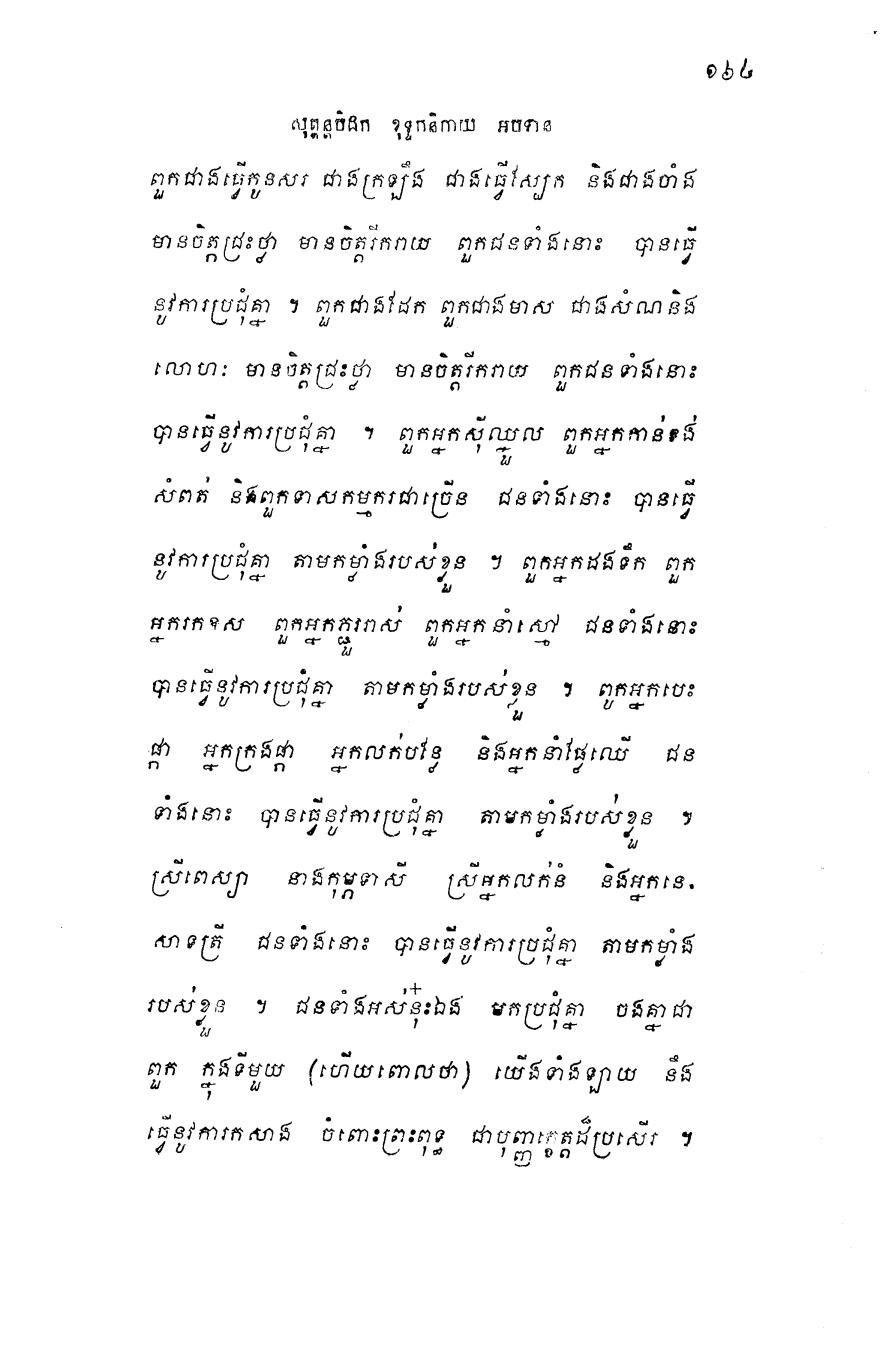 ១៦៤
សុត្តន្តបិដក ខុទ្ទកនិកាយ អបទាន
ពួកជាងធ្វើកូនសរ ជាងក្រឡឹង ជាងធ្វើស្បែក និងជាងចាំង
មានចិត្តជ្រះថ្លា មានចិត្តរីករាយ ពួកជនទាំងនោះ បានធ្វើ
នូវការប្រជុំគ្នា ។ ពួកជាងដែក ពួកជាងមាស ជាងសំណនិង
លោហៈ មានចិត្តជ្រះថ្លា មានចិត្តរីករាយ ពួកជនទាំងនោះ
បានធ្វើនូវការប្រជុំគ្នា ។ ពួកអ្នកស៊ីឈ្នួល ពួកអ្នកកាន់ទង់
សំពត់ និងពួកទាសកម្មករជាច្រើន ជនទាំងនោះ បានធ្វើ
នូវការប្រជុំគ្នា តាមកម្លាំងរបស់ខ្លួន ។ ពួកអ្នកដងទឹក ពួក
អ្នករកឧស ពួកអ្នកភ្ជួររាស់ ពួកអ្នកនាំស្មៅ ជនទាំងនោះ
បានធ្វើនូវការប្រជុំគ្នា តាមកម្លាំងរបស់ខ្លួន ។ ពួកអ្នកបេះ
ផ្កា អ្នកក្រងផ្កា អ្នកលក់បន្លែ និងអ្នកនាំផ្លែឈើ ជន
ទាំងនោះ បានធ្វើនូវការប្រជុំគ្នា តាមកម្លាំងរបស់ខ្លួន ។
ស្រីពេស្យា នាងកុម្ភទាសី ស្រីអ្នកលក់នំ និងអ្នកនេ-
សាទត្រី ជនទាំងនោះ បានធ្វើនូវការប្រជុំគ្នា តាមកម្លាំង
របស់ខ្លួន ។ ជនទាំងអស់នុ៎ះឯង មកប្រជុំគ្នា ចងគ្នាជា
ពួក ក្នុងទីមួយ (ហើយពោលថា) យើងទាំងឡាយ នឹង
ធ្វើនូវការកសាង ចំពោះព្រះពុទ្ធ ជាបុញ្ញក្ខេត្តដ៏ប្រសើរ ។